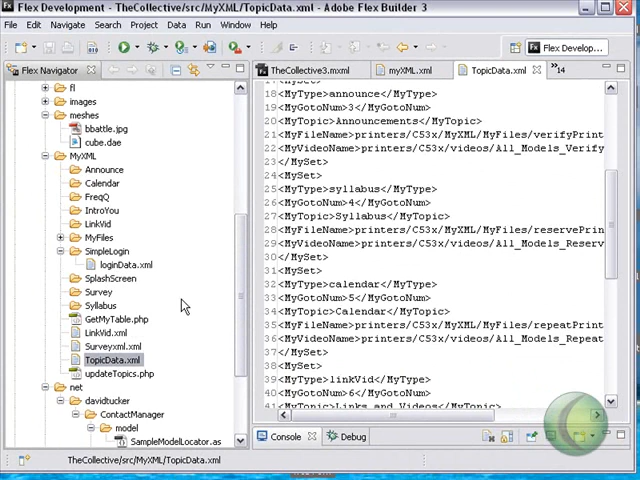 Flex Development - TheCollective/src/MyXML/TopicData.xml - Adobe Flex Builder 3
File Edit Navigate Search Project Data Run Window Help
Flex Develop...
Flex Navigator
TheCollective3.mxml
myXML.xml
TopicData.xml
»14
fl
images
meshes
bbattle.jpg
cube.dae
MyXML
Announce
Calendar
FreqQ
IntroYou
LinkVid
MyFiles
SimpleLogin
loginData.xml
SplashScreen
Survey
Syllabus
GetMyTable.php
LinkVid.xml
Surveyxml.xml
TopicData.xml
updateTopics.php
net
davidtucker
ContactManager
model
SampleModelLocator.as
18 <MyType>announce</MyType>
19 <MyGotoNum>3</MyGotoNum>
20 <MyTopic>Announcements</MyTopic>
21 <MyFileName>printers/C53x/MyXML/MyFiles/verifyPrin
22 <MyVideoName>printers/C53x/videos/All_Models_Verify
23 </MySet>
24 <MySet>
25 <MyType>syllabus</MyType>
26 <MyGotoNum>4</MyGotoNum>
27 <MyTopic>Syllabus</MyTopic>
28 <MyFileName>printers/C53x/MyXML/MyFiles/reservePrin
29 <MyVideoName>printers/C53x/videos/All_Models_Reserv
30 </MySet>
31 <MySet>
32 <MyType>calendar</MyType>
33 <MyGotoNum>5</MyGotoNum>
34 <MyTopic>Calendar</MyTopic>
35 <MyFileName>printers/C53x/MyXML/MyFiles/repeatPrint
36 <MyVideoName>printers/C53x/videos/All_Models_Repeat
37 </MySet>
38 <MySet>
39 <MyType>linkVid</MyType>
40 <MyGotoNum>6</MyGotoNum>
41 <MyTopic>Links and Videos</MyTopic>
Console
Debug
TheCollective/src/MyXML/TopicData.xml